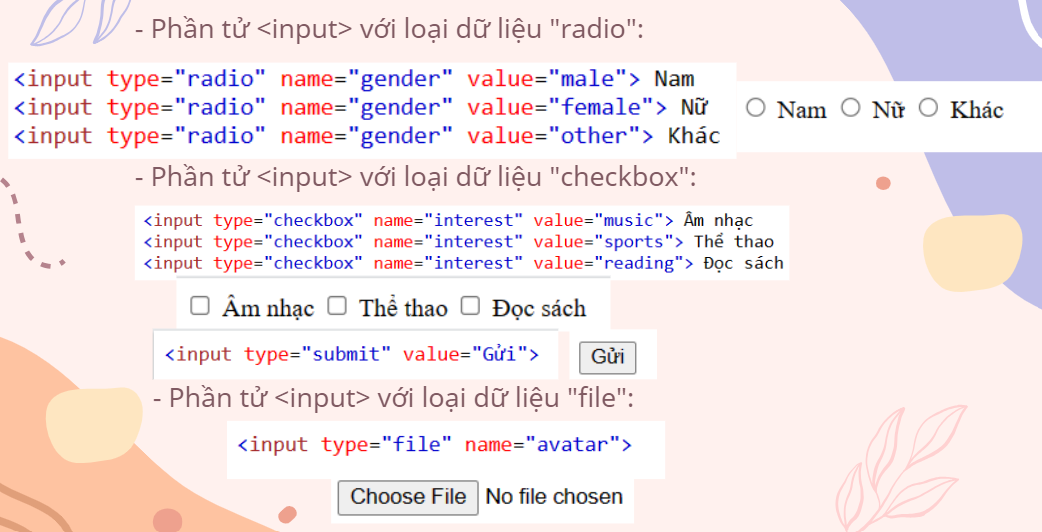 - Phần tử <input> với loại dữ liệu "radio":
<input type="radio" name="gender" value="male"> Nam
<input type="radio" name="gender" value="female"> Nữ
<input type="radio" name="gender" value="other"> Khác
Nam Nữ Khác
- Phần tử <input> với loại dữ liệu "checkbox":
<input type="checkbox" name="interest" value="music"> Âm nhạc
<input type="checkbox" name="interest" value="sports"> Thể thao
<input type="checkbox" name="interest" value="reading"> Đọc sách
Âm nhạc Thể thao Đọc sách
<input type="submit" value="Gửi">
Gửi
- Phần tử <input> với loại dữ liệu "file":
<input type="file" name="avatar">
Choose File No file chosen